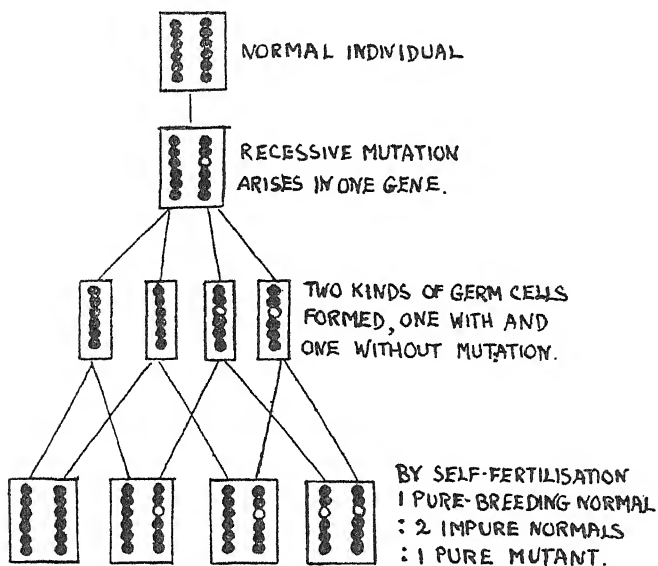 NORMAL INDIVIDUAL
RECESSIVE MUTATION
ARISES IN ONE GENE.
TWO KINDS OF GERM CELLS
FORMED, ONE WITH AND
ONE WITHOUT MUTATION.
BY SELF-FERTILISATION
1 PURE-BREEDING NORMAL
: 2 IMPURE NORMALS
: 1 PURE MUTANT.